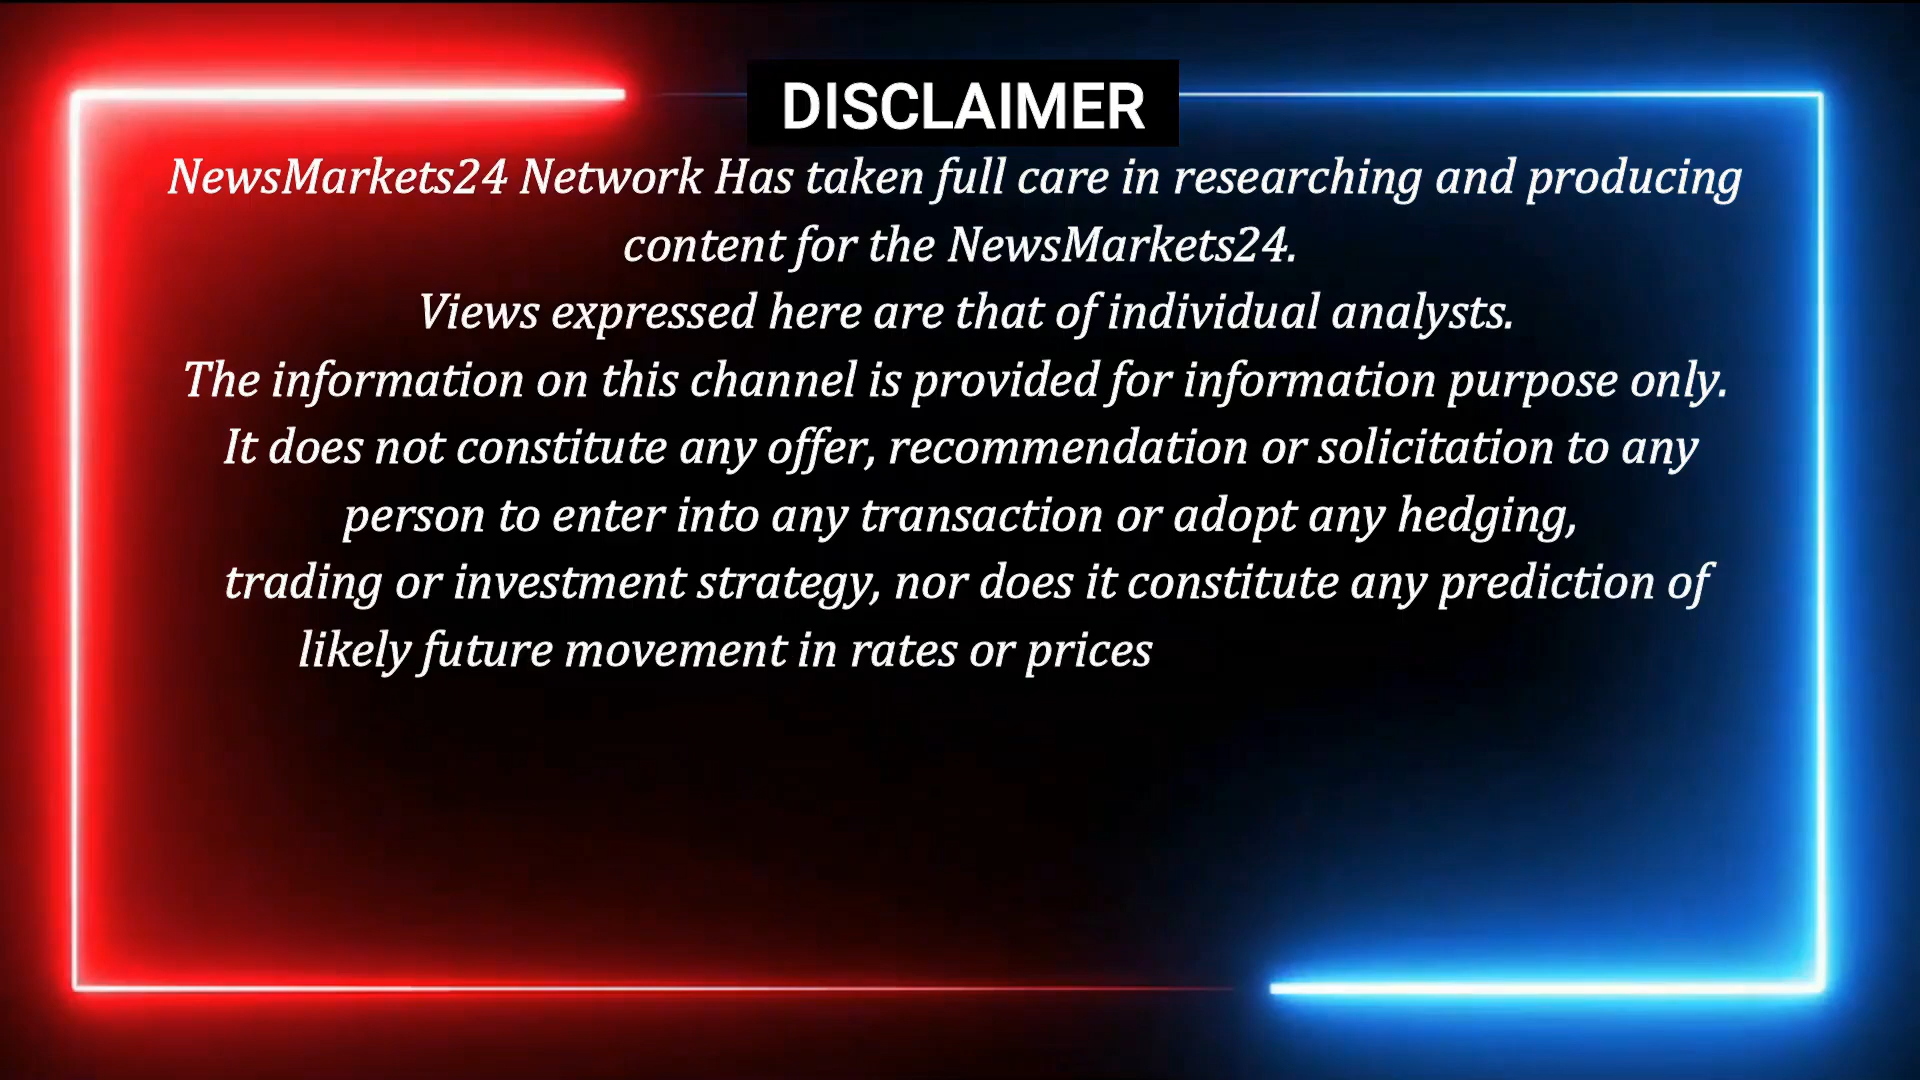 DISCLAIMER
NewsMarkets24 Network Has taken full care in researching and producing
content for the NewsMarkets24.
Views expressed here are that of individual analysts.
The information on this channel is provided for information purpose only.
It does not constitute any offer, recommendation or solicitation to any
person to enter into any transaction or adopt any hedging,
trading or investment strategy, nor does it constitute any prediction of
likely future movement in rates or prices